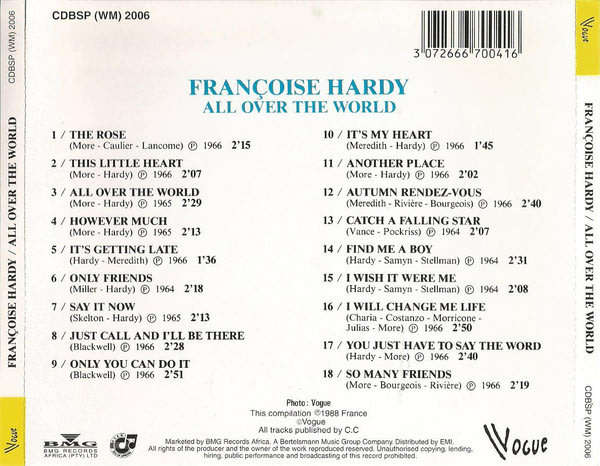 CDBSP (WM) 2006
3 072666 700416
FRANÇOISE HARDY
ALL OVER THE WORLD
1 / THE ROSE
(More - Caulier - Lancome) ℗ 1966 2'15
2 / THIS LITTLE HEART
(More - Hardy) ℗ 1966 2'07
3 / ALL OVER THE WORLD
(More - Hardy) ℗ 1965 2'29
4 / HOWEVER MUCH
(More - Hardy) ℗ 1965 2'13
5 / IT'S GETTING LATE
(Hardy - Meredith) ℗ 1966 1'36
6 / ONLY FRIENDS
(Miller - Hardy) ℗ 1964 2'18
7 / SAY IT NOW
(Skelton - Hardy) ℗ 1965 2'13
8 / JUST CALL AND I'LL BE THERE
(Blackwell) ℗ 1966 2'28
9 / ONLY YOU CAN DO IT
(Blackwell) ℗ 1966 2'51
10 / IT'S MY HEART
(Meredith - Hardy) ℗ 1966 1'45
11 / ANOTHER PLACE
(More - Hardy) ℗ 1966 2'02
12 / AUTUMN RENDEZ-VOUS
(Meredith - Rivière - Bourgeois) ℗ 1966 2'40
13 / CATCH A FALLING STAR
(Vance - Pockriss) ℗ 1964 2'07
14 / FIND ME A BOY
(Hardy - Samyn - Stellman) ℗ 1964 2'31
15 / I WISH IT WERE ME
(Hardy - Samyn - Stellman) ℗ 1964 2'08
16 / I WILL CHANGE ME LIFE
(Charia - Costanzo - Morricone -
Julias - More) ℗ 1966 2'50
17 / YOU JUST HAVE TO SAY THE WORD
(Hardy - More) ℗ 1966 2'40
18 / SO MANY FRIENDS
(More - Bourgeois - Rivière) ℗ 1966 2'19
Photo : Vogue
This compilation ℗1988 France
©Vogue
All tracks published by C.C
BMG
BMG RECORDS
AFRICA (PTY) LTD
Marketed by BMG Records Africa. A Bertelsmann Music Group Company. Distributed by EMI.
All rights of the producer and the owner of the work reproduced reserved. Unauthorised copying, lending,
hiring, public performance and broadcasting of this record prohibited.
Vogue
CDBSP (WM) 2006
FRANÇOISE HARDY / ALL OVER THE WORLD
Vogue
Vogue
FRANÇOISE HARDY / ALL OVER THE WORLD
CDBSP (WM) 2006